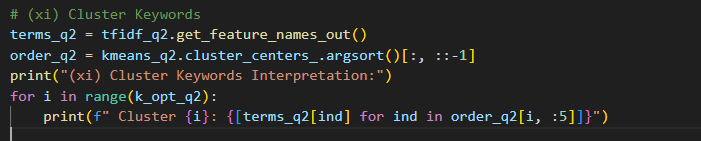 # (xi) Cluster Keywords
terms_q2 = tfidf_q2.get_feature_names_out()
order_q2 = kmeans_q2.cluster_centers_.argsort()[:, ::-1]
print("(xi) Cluster Keywords Interpretation:")
for i in range(k_opt_q2):
    print(f" Cluster {i}: {[terms_q2[ind] for ind in order_q2[i, :5]]}")